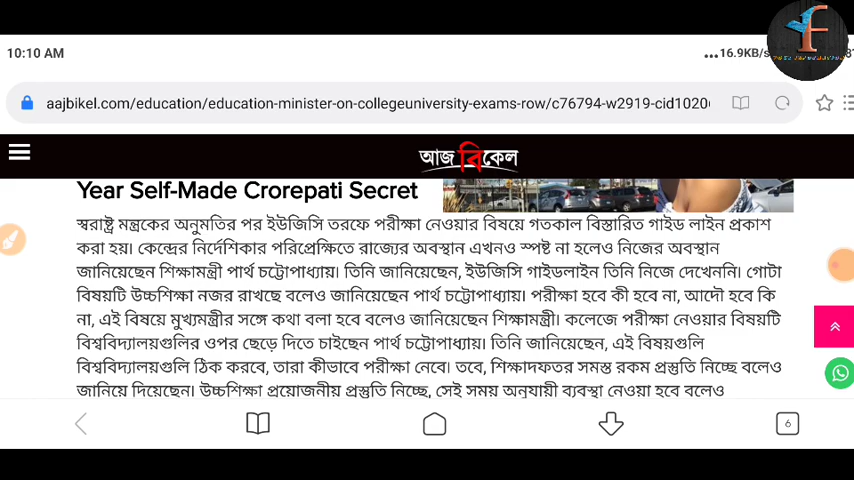 10:10 AM
...16.9KB/s
aajbikel.com/education/education-minister-on-collegeuniversity-exams-row/c76794-w2919-cid1020
আজ বিকেল
Year Self-Made Crorepati Secret
স্বরাষ্ট্র মন্ত্রকের অনুমতির পর ইউজিসি তরফে পরীক্ষা নেওয়ার বিষয়ে গতকাল বিস্তারিত গাইড লাইন প্রকাশ
করা হয়। কেন্দ্রের নির্দেশিকার পরিপ্রেক্ষিতে রাজ্যের অবস্থান এখনও স্পষ্ট না হলেও নিজের অবস্থান
জানিয়েছেন শিক্ষামন্ত্রী পার্থ চট্টোপাধ্যায়। তিনি জানিয়েছেন, ইউজিসি গাইডলাইন তিনি নিজে দেখেননি। গোটা
বিষয়টি উচ্চশিক্ষা নজর রাখছে বলেও জানিয়েছেন পার্থ চট্টোপাধ্যায়। পরীক্ষা হবে কী হবে না, আদৌ হবে কি
না, এই বিষয়ে মুখ্যমন্ত্রীর সঙ্গে কথা বলা হবে বলেও জানিয়েছেন শিক্ষামন্ত্রী। কলেজে পরীক্ষা নেওয়ার বিষয়টি
বিশ্ববিদ্যালয়গুলির ওপর ছেড়ে দিতে চাইছেন পার্থ চট্টোপাধ্যায়। তিনি জানিয়েছেন, এই বিষয়গুলি
বিশ্ববিদ্যালয়গুলি ঠিক করবে, তারা কীভাবে পরীক্ষা নেবে। তবে, শিক্ষাদফতর সমস্ত রকম প্রস্তুতি নিচ্ছে বলেও
জানিয়ে দিয়েছেন। উচ্চশিক্ষা প্রয়োজনীয় প্রস্তুতি নিচ্ছে, সেই সময় অনুযায়ী ব্যবস্থা নেওয়া হবে বলেও
6